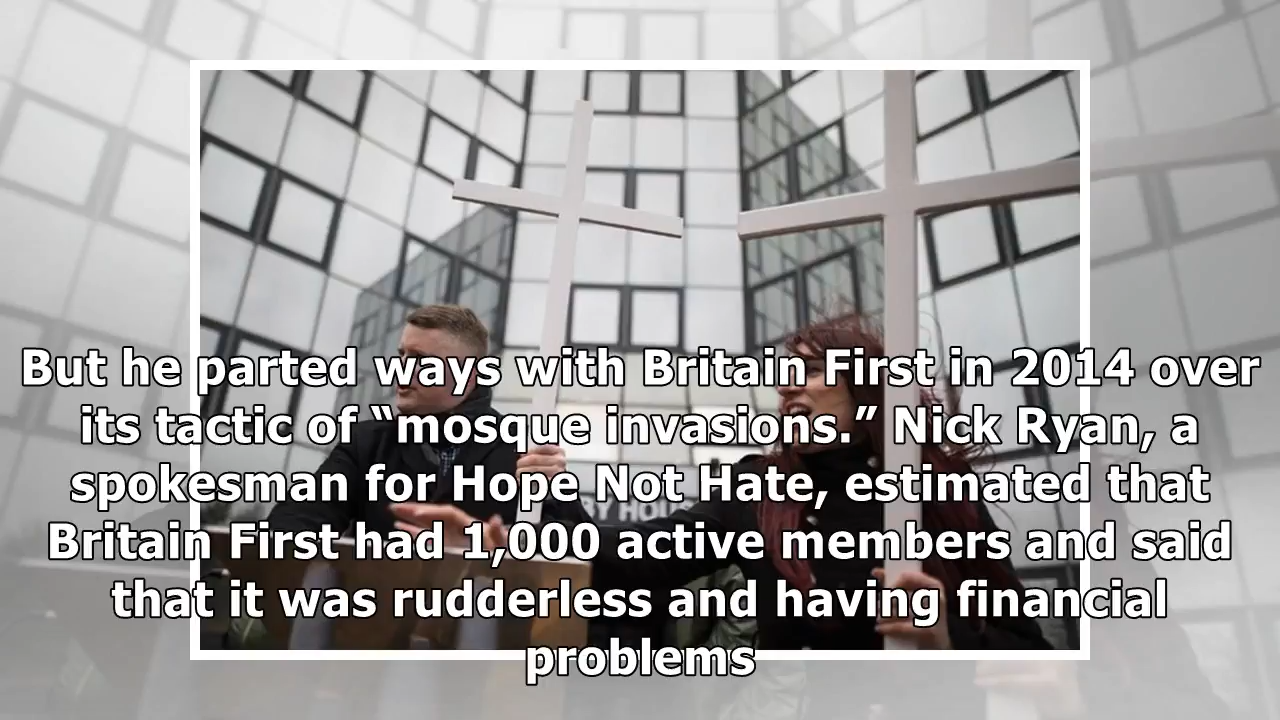 But he parted ways with Britain First in 2014 over
its tactic of “mosque invasions.” Nick Ryan, a
spokesman for Hope Not Hate, estimated that
Britain First had 1,000 active members and said
that it was rudderless and having financial
problems